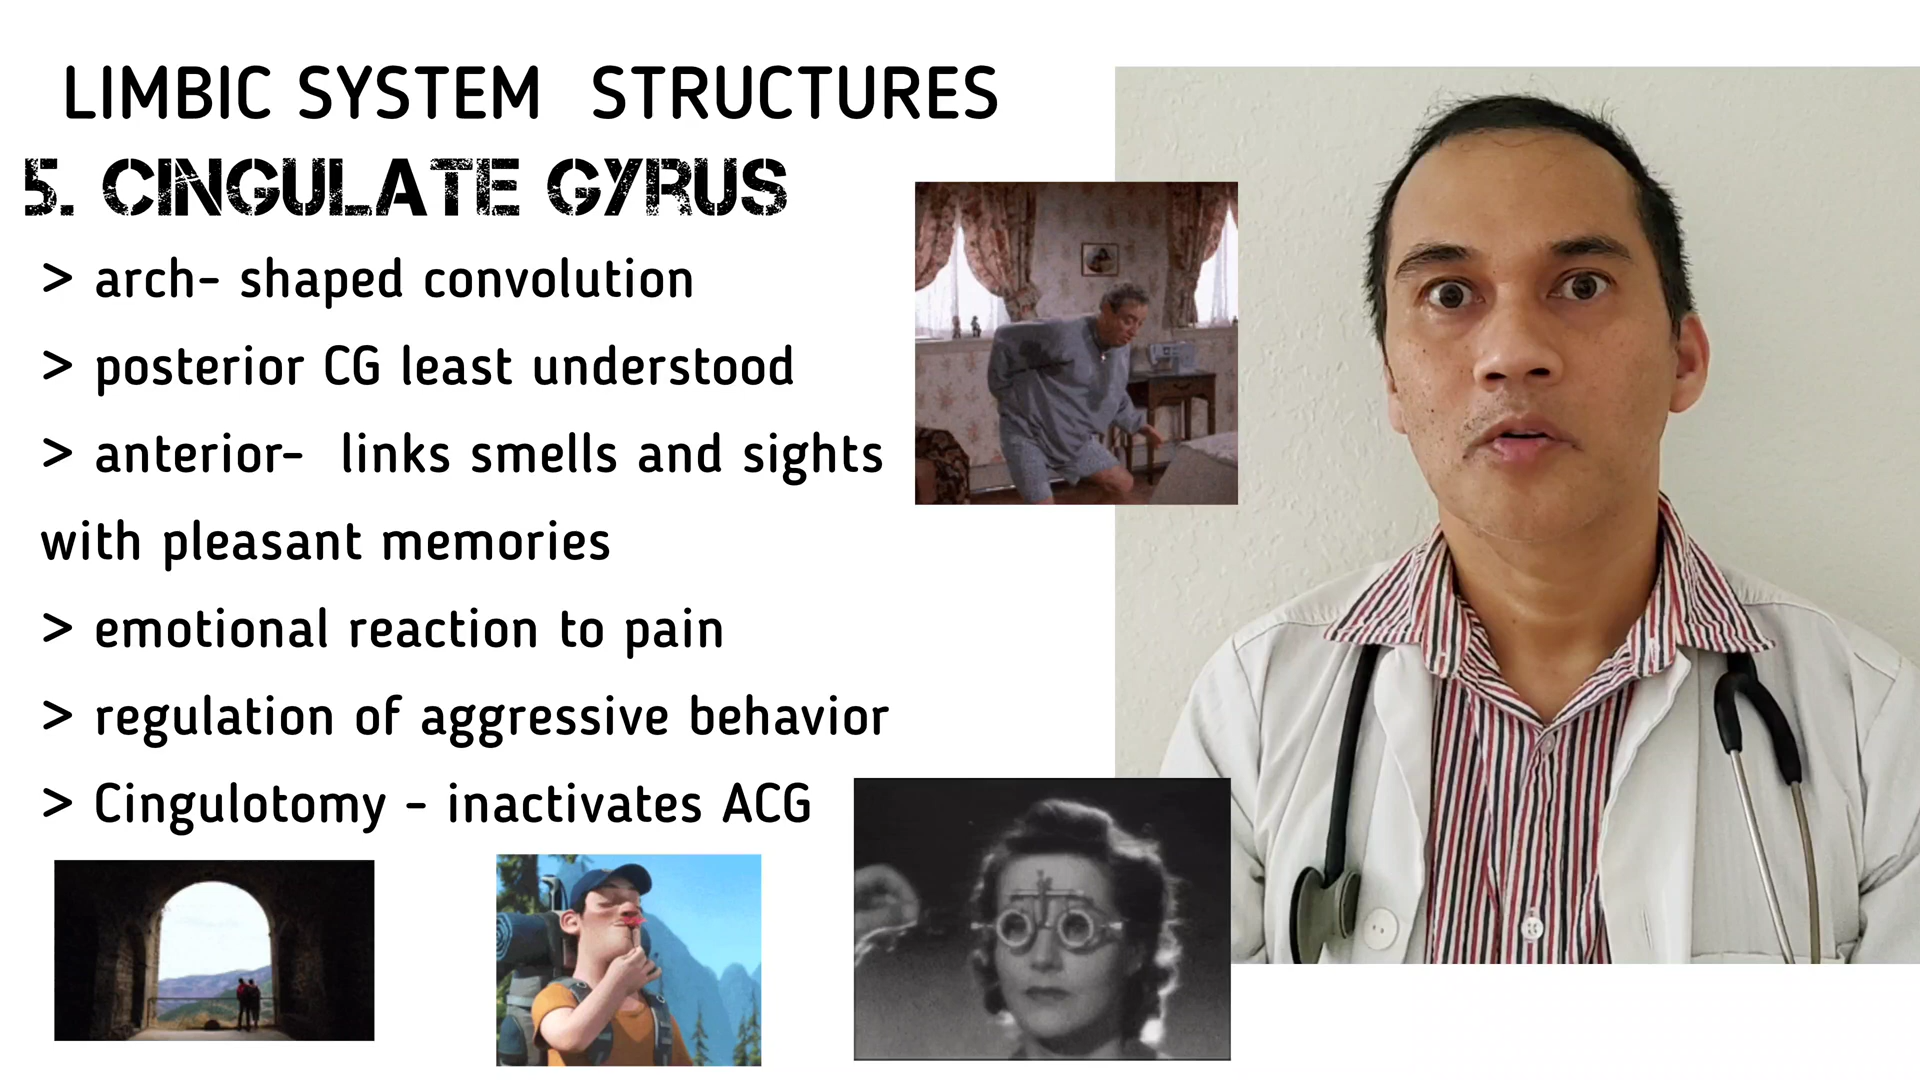 LIMBIC SYSTEM STRUCTURES
5. CINGULATE GYRUS
> arch- shaped convolution
> posterior CG least understood
> anterior- links smells and sights
with pleasant memories
> emotional reaction to pain
> regulation of aggressive behavior
> Cingulotomy - inactivates ACG